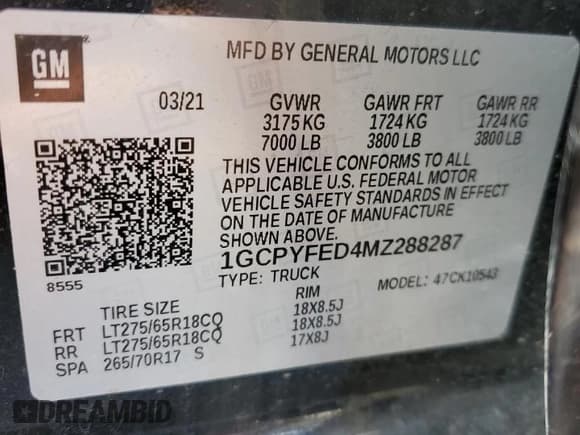 GM
MFD BY GENERAL MOTORS LLC
03/21 GVWR GAWR FRT GAWR RR
3175 KG 1724 KG 1724 KG
7000 LB 3800 LB 3800 LB
THIS VEHICLE CONFORMS TO ALL
APPLICABLE U.S. FEDERAL MOTOR
VEHICLE SAFETY STANDARDS IN EFFECT
ON THE DATE OF MANUFACTURE
SHOWN ABOVE.
1GCPYFED4MZ288287
8555
TYPE: TRUCK MODEL: 47CK10543
TIRE SIZE RIM
FRT LT275/65R18CQ 18X8.5J
RR LT275/65R18CQ 18X8.5J
SPA 265/70R17 S 17X8J
DREAMBID